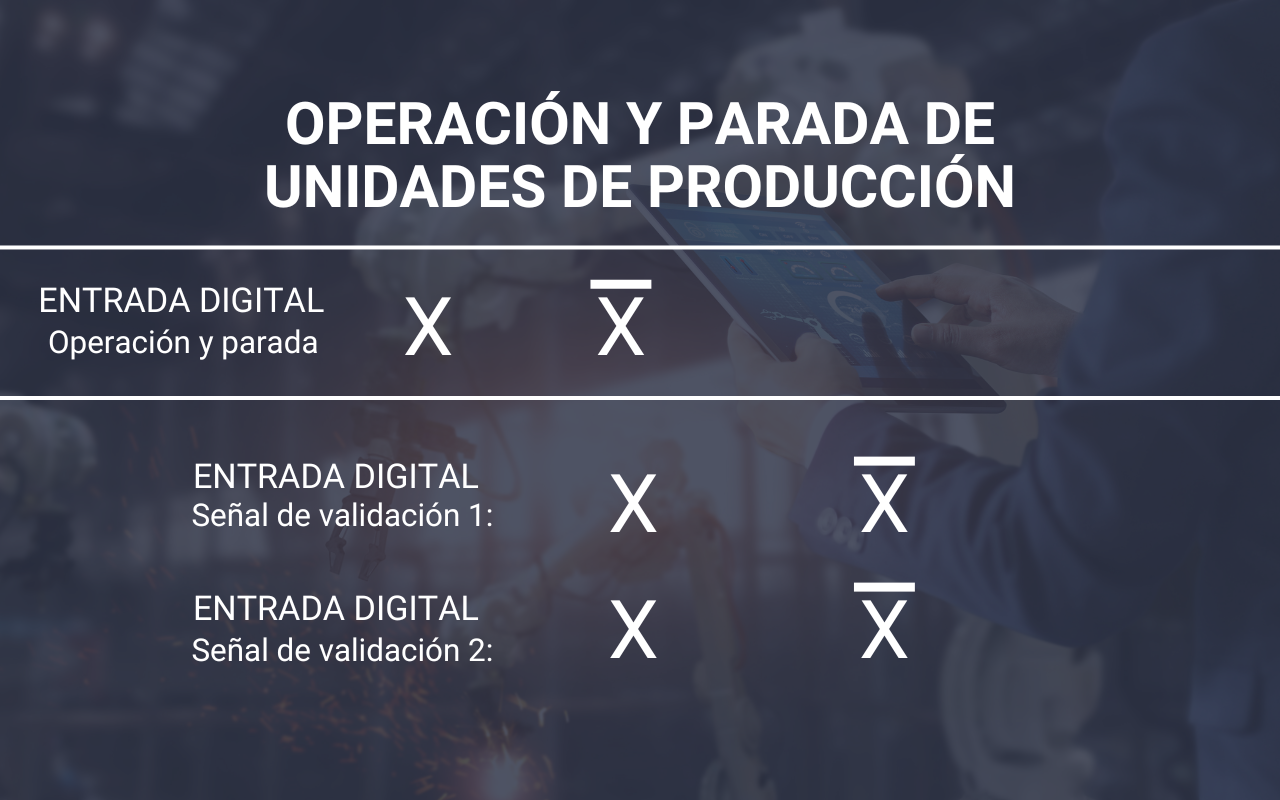 OPERACIÓN Y PARADA DE
UNIDADES DE PRODUCCIÓN
ENTRADA DIGITAL
Operación y parada
X X̅
ENTRADA DIGITAL
Señal de validación 1:
X X̅
ENTRADA DIGITAL
Señal de validación 2:
X X̅